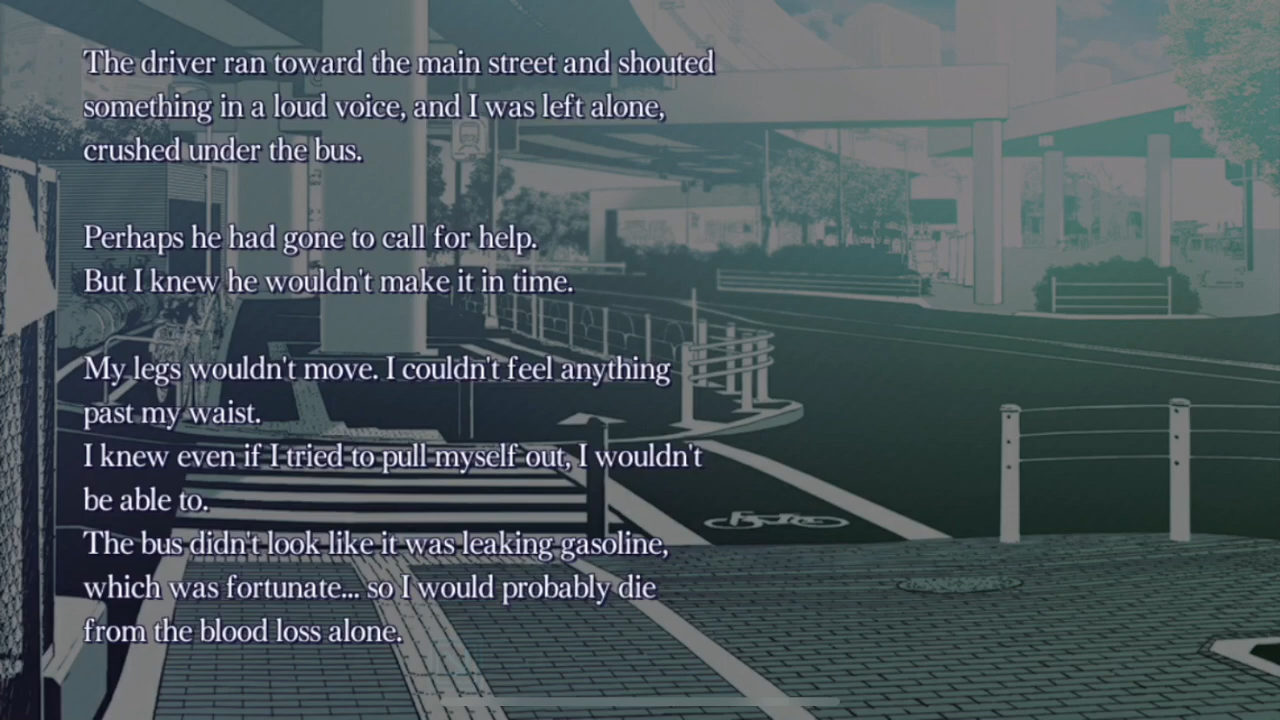 The driver ran toward the main street and shouted
something in a loud voice, and I was left alone,
crushed under the bus.
Perhaps he had gone to call for help.
But I knew he wouldn't make it in time.
My legs wouldn't move. I couldn't feel anything
past my waist.
I knew even if I tried to pull myself out, I wouldn't
be able to.
The bus didn't look like it was leaking gasoline,
which was fortunate... so I would probably die
from the blood loss alone.